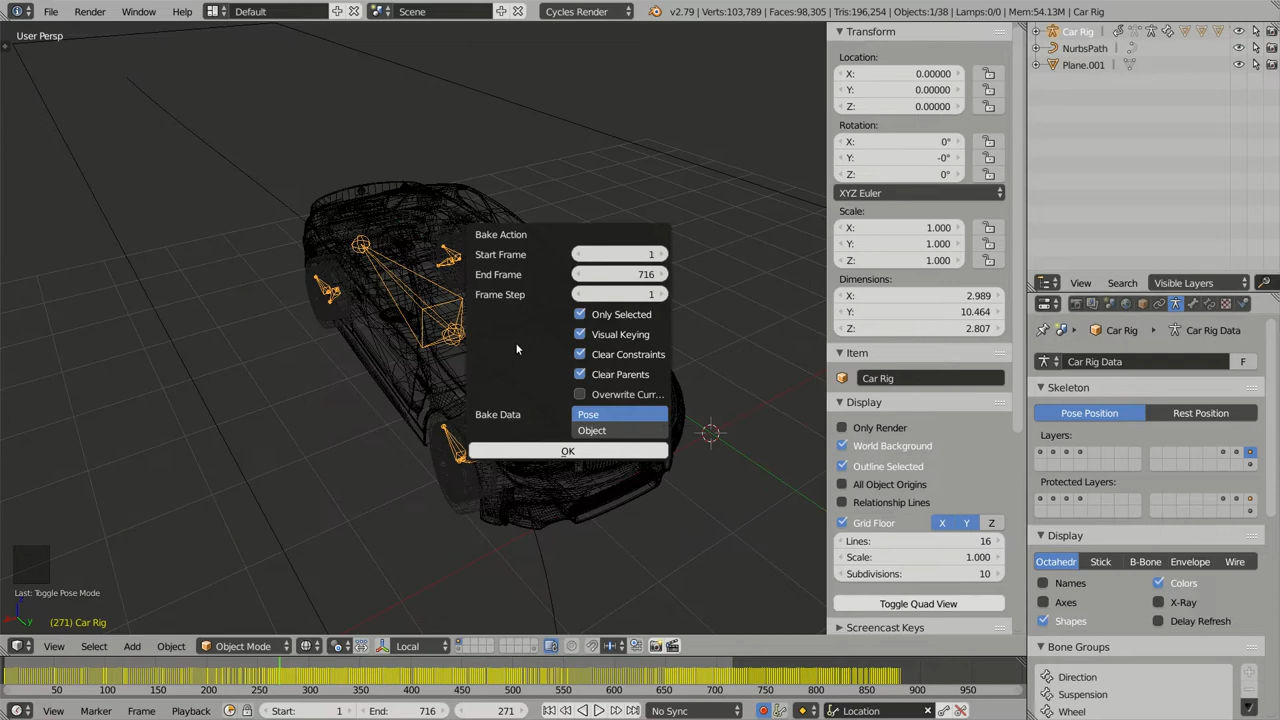 File Render Window Help Default Scene Cycles Render v2.79 | Verts:103,789 | Faces:98,305 | Tris:196,254 | Objects:1/38 | Lamps:0/0 | Mem:54.13M | Car Rig
User Persp
Transform
Location:
X: 0.00000
Y: 0.00000
Z: 0.00000
Rotation:
X: 0°
Y: -0°
Z: 0°
XYZ Euler
Scale:
X: 1.000
Y: 1.000
Z: 1.000
Dimensions:
X: 2.989
Y: 10.464
Z: 2.807
Item
Car Rig
Display
Only Render
World Background
Outline Selected
All Object Origins
Relationship Lines
Grid Floor X Y Z
Lines: 16
Scale: 1.000
Subdivisions: 10
Toggle Quad View
Screencast Keys
Bake Action
Start Frame 1
End Frame 716
Frame Step 1
Only Selected
Visual Keying
Clear Constraints
Clear Parents
Overwrite Curr...
Bake Data Pose
Object
OK
Car Rig
NurbsPath
Plane.001
View Search Visible Layers
Car Rig Car Rig Data
Car Rig Data F
Skeleton
Pose Position Rest Position
Layers:
Protected Layers:
Display
Octahedr Stick B-Bone Envelope Wire
Names Colors
Axes X-Ray
Shapes Delay Refresh
Bone Groups
Direction
Suspension
Wheel
Last: Toggle Pose Mode
z
x y
(271) Car Rig
View Select Add Object Object Mode Local
50 100 150 200 250 300 350 400 450 500 550 600 650 700 750 800 850 900 950
View Marker Frame Playback Start: 1 End: 716 271 No Sync Location